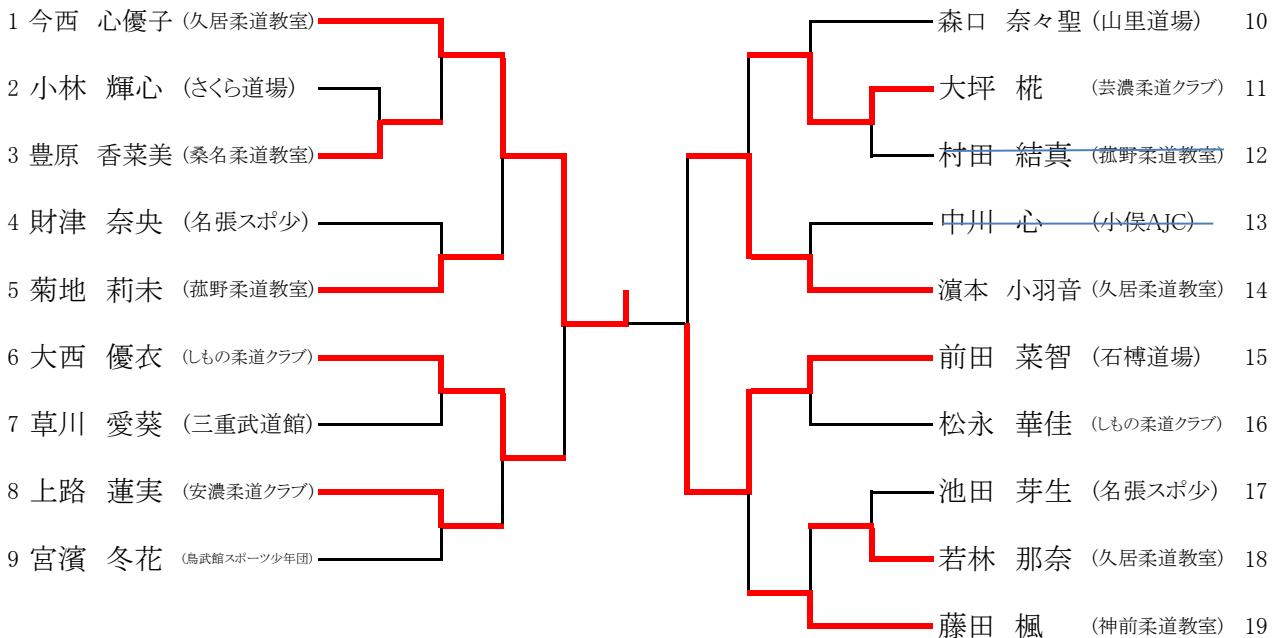 1 今西 心優子 (久居柔道教室)
2 小林 輝心 (さくら道場)
3 豊原 香菜美 (桑名柔道教室)
4 財津 奈央 (名張スポ少)
5 菊地 莉未 (菰野柔道教室)
6 大西 優衣 (しもの柔道クラブ)
7 草川 愛葵 (三重武道館)
8 上路 蓮実 (安濃柔道クラブ)
9 宮濱 冬花 (鳥武館スポーツ少年団)
森口 奈々聖 (山里道場) 10
大坪 椛 (芸濃柔道クラブ) 11
村田 結真 (菰野柔道教室) 12
中川 心 (小俣AJC) 13
濵本 小羽音 (久居柔道教室) 14
前田 菜智 (石榑道場) 15
松永 華佳 (しもの柔道クラブ) 16
池田 芽生 (名張スポ少) 17
若林 那奈 (久居柔道教室) 18
藤田 楓 (神前柔道教室) 19